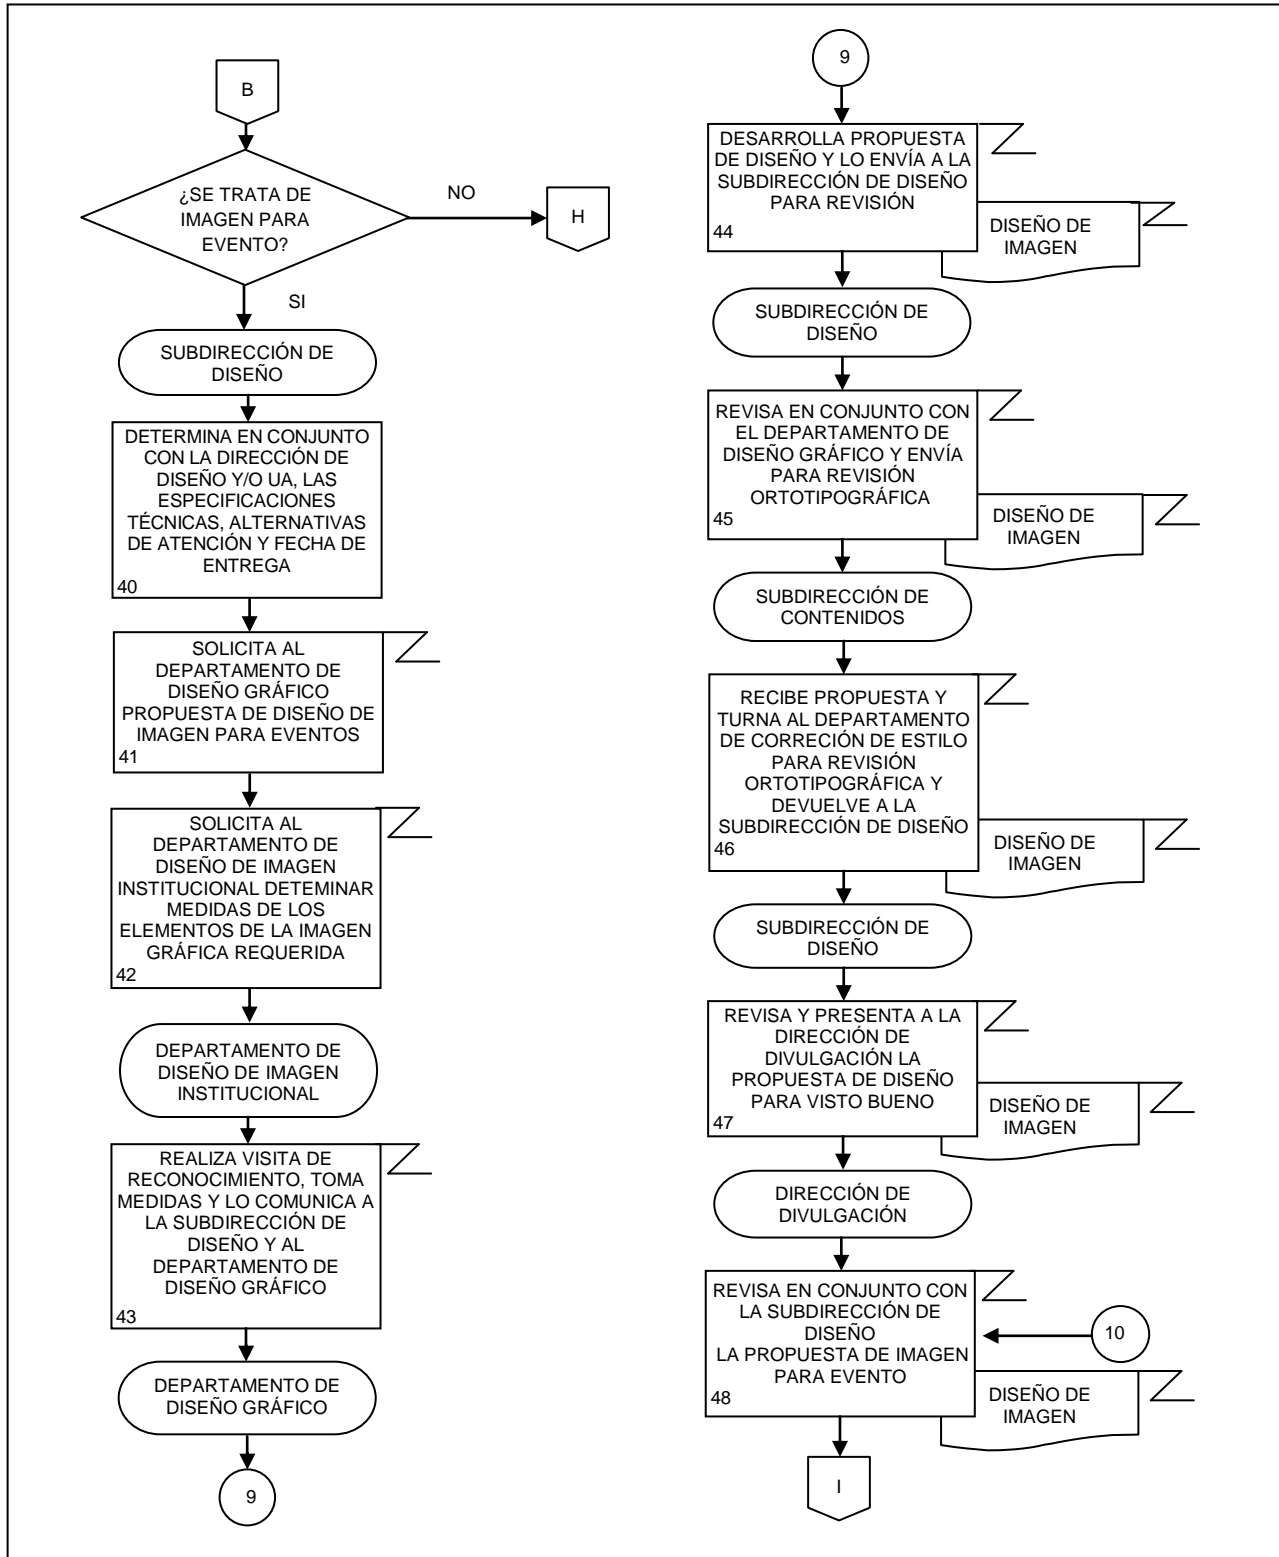 B
¿SE TRATA DE
IMAGEN PARA
EVENTO?
NO
H
SI
SUBDIRECCIÓN DE
DISEÑO
DETERMINA EN CONJUNTO
CON LA DIRECCIÓN DE
DISEÑO Y/O UA, LAS
ESPECIFICACIONES
TÉCNICAS, ALTERNATIVAS
DE ATENCIÓN Y FECHA DE
ENTREGA
40
SOLICITA AL
DEPARTAMENTO DE
DISEÑO GRÁFICO
PROPUESTA DE DISEÑO DE
IMAGEN PARA EVENTOS
41
SOLICITA AL
DEPARTAMENTO DE
DISEÑO DE IMAGEN
INSTITUCIONAL DETEMINAR
MEDIDAS DE LOS
ELEMENTOS DE LA IMAGEN
GRÁFICA REQUERIDA
42
DEPARTAMENTO DE
DISEÑO DE IMAGEN
INSTITUCIONAL
REALIZA VISITA DE
RECONOCIMIENTO, TOMA
MEDIDAS Y LO COMUNICA A
LA SUBDIRECCIÓN DE
DISEÑO Y AL
DEPARTAMENTO DE
DISEÑO GRÁFICO
43
DEPARTAMENTO DE
DISEÑO GRÁFICO
9
9
DESARROLLA PROPUESTA
DE DISEÑO Y LO ENVÍA A LA
SUBDIRECCIÓN DE DISEÑO
PARA REVISIÓN
44
DISEÑO DE
IMAGEN
SUBDIRECCIÓN DE
DISEÑO
REVISA EN CONJUNTO CON
EL DEPARTAMENTO DE
DISEÑO GRÁFICO Y ENVÍA
PARA REVISIÓN
ORTOTIPOGRÁFICA
45
DISEÑO DE
IMAGEN
SUBDIRECCIÓN DE
CONTENIDOS
RECIBE PROPUESTA Y
TURNA AL DEPARTAMENTO
DE CORRECIÓN DE ESTILO
PARA REVISIÓN
ORTOTIPOGRÁFICA Y
DEVUELVE A LA
SUBDIRECCIÓN DE DISEÑO
46
DISEÑO DE
IMAGEN
SUBDIRECCIÓN DE
DISEÑO
REVISA Y PRESENTA A LA
DIRECCIÓN DE
DIVULGACIÓN LA
PROPUESTA DE DISEÑO
PARA VISTO BUENO
47
DISEÑO DE
IMAGEN
DIRECCIÓN DE
DIVULGACIÓN
REVISA EN CONJUNTO CON
LA SUBDIRECCIÓN DE
DISEÑO
LA PROPUESTA DE IMAGEN
PARA EVENTO
48
10
DISEÑO DE
IMAGEN
I